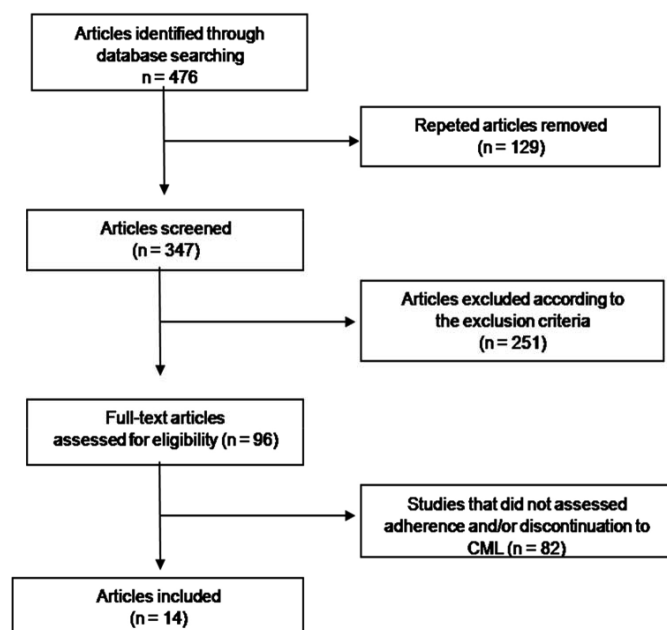 Articles identified through
database searching
n = 476
Repeted articles removed
(n = 129)
Articles screened
(n = 347)
Articles excluded according to
the exclusion criteria
(n = 251)
Full-text articles
assessed for eligibility (n = 96)
Studies that did not assessed
adherence and/or discontinuation to
CML (n = 82)
Articles included
(n = 14)